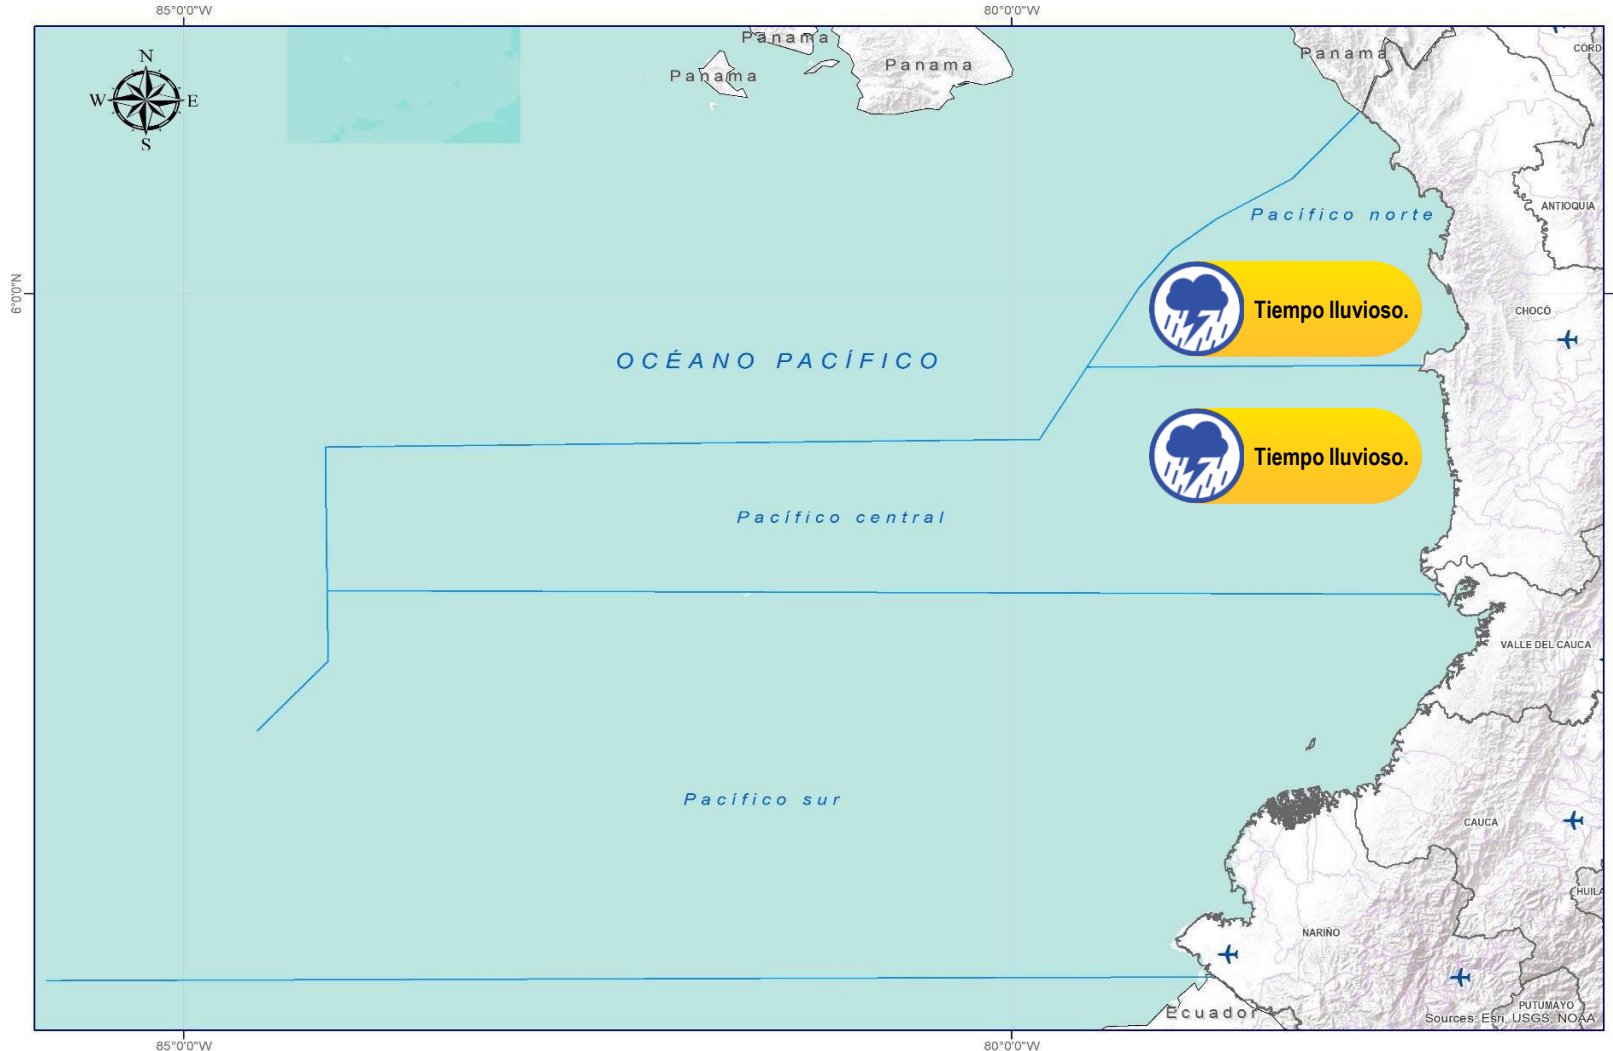 85°0'0"W
80°0'0"W
N
W
E
S
Panama
Panama
Panama
Panama
CÓRD
ANTIOQUIA
Pacífico norte
6°0'0"N
Tiempo lluvioso.
CHOCÓ
OCÉANO PACÍFICO
Tiempo lluvioso.
Pacífico central
VALLE DEL CAUCA
Pacífico sur
CAUCA
HUILA
NARIÑO
PUTUMAYO
Ecuador
Sources: Esri, USGS, NOAA
85°0'0"W
80°0'0"W